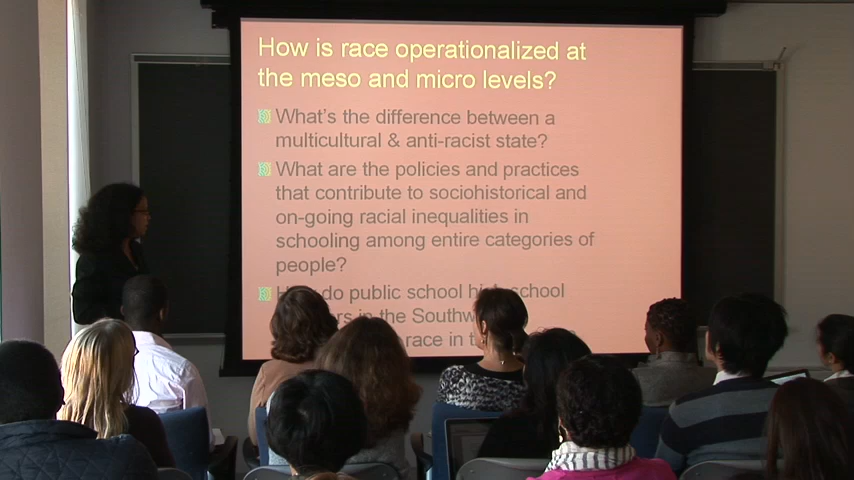 How is race operationalized at
the meso and micro levels?
What's the difference between a
multicultural & anti-racist state?
What are the policies and practices
that contribute to sociohistorical and
on-going racial inequalities in
schooling among entire categories of
people?
do public school high school
in the
race in